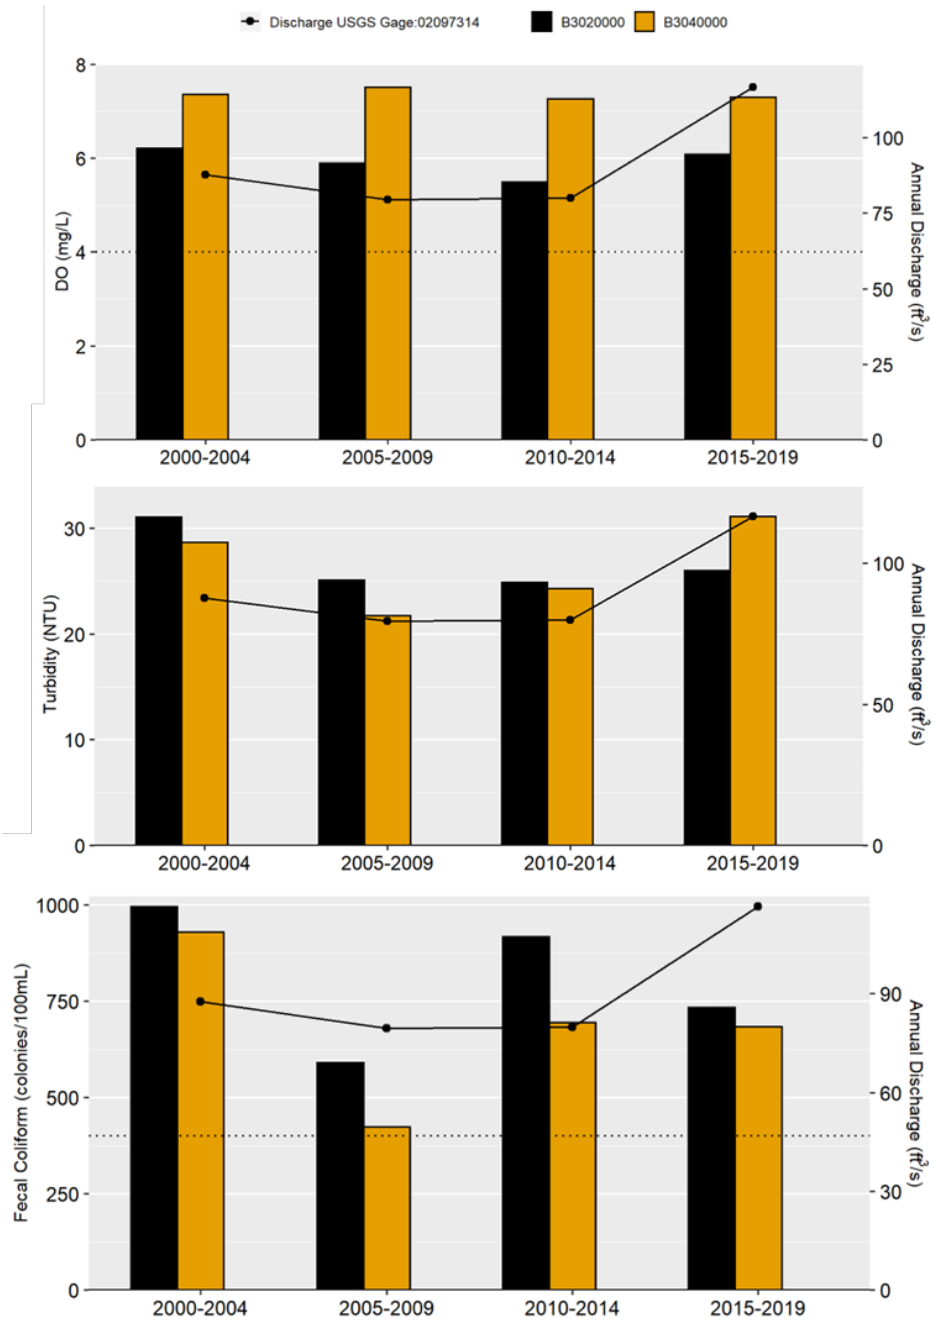 Discharge USGS Gage:02097314 B3020000 B3040000
8
6
4
2
0
DO (mg/L)
100
75
50
25
0
Annual Discharge (ft³/s)
2000-2004 2005-2009 2010-2014 2015-2019
30
20
10
0
Turbidity (NTU)
100
50
0
Annual Discharge (ft³/s)
2000-2004 2005-2009 2010-2014 2015-2019
1000
750
500
250
0
Fecal Coliform (colonies/100mL)
90
60
30
0
Annual Discharge (ft³/s)
2000-2004 2005-2009 2010-2014 2015-2019